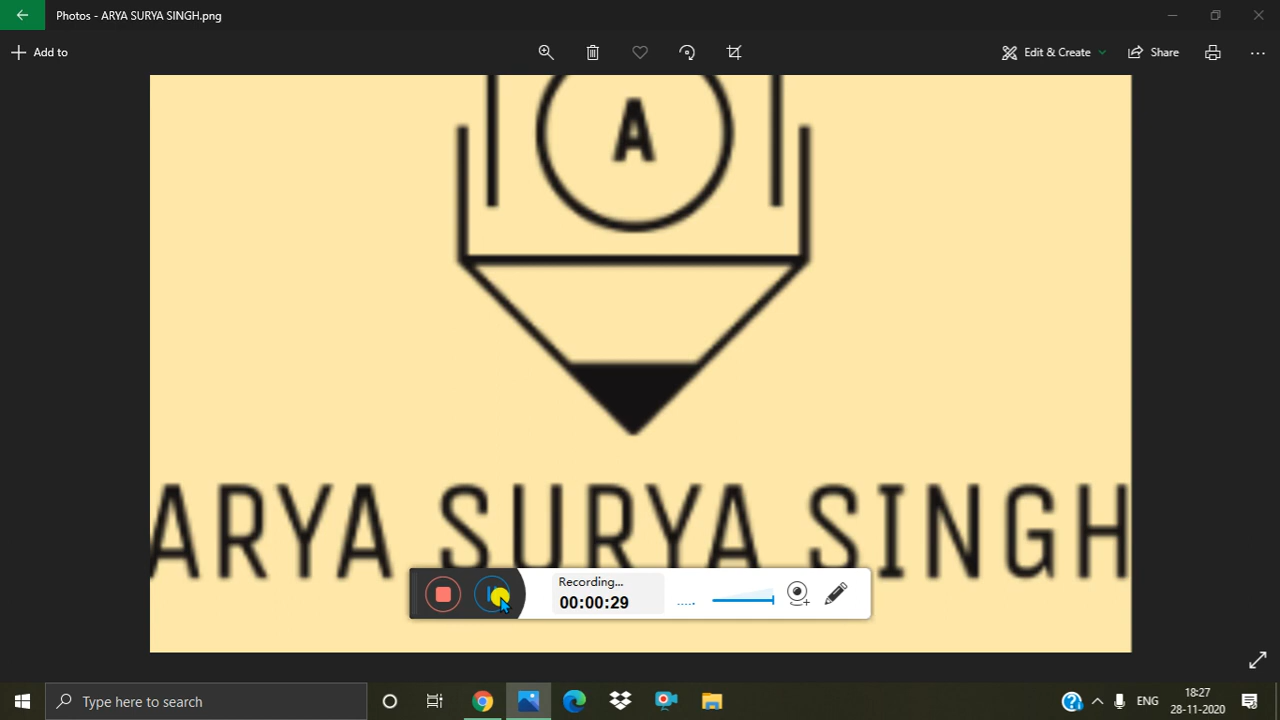 Photos - ARYA SURYA SINGH.png
Add to
Edit & Create
Share
A
ARYA SURYA SINGH
Recording...
00:00:29
Type here to search
ENG
18:27
28-11-2020